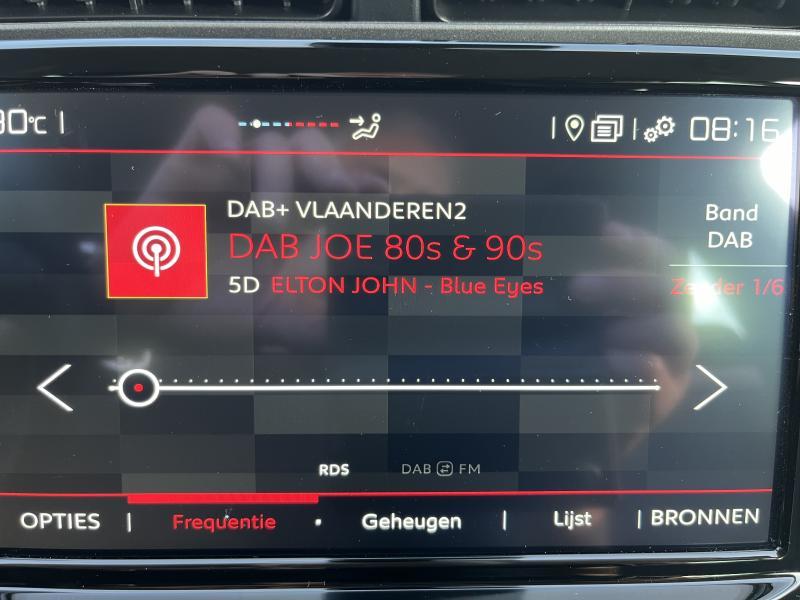 30°C
08:16
DAB+ VLAANDEREN2
DAB JOE 80s & 90s
5D ELTON JOHN - Blue Eyes
Band
DAB
Zender 1/6
RDS
DAB FM
OPTIES
Frequentie
Geheugen
Lijst
BRONNEN